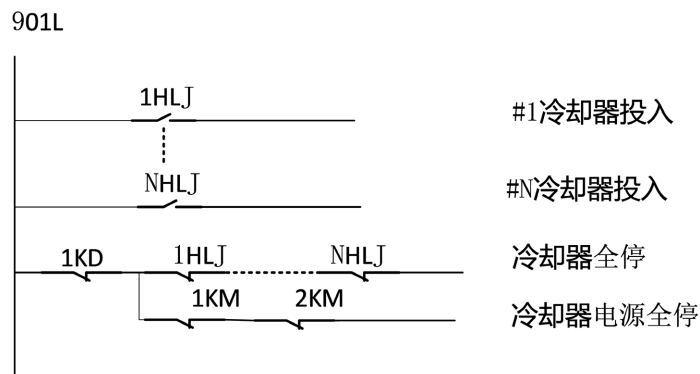 901L
1HLJ #1冷却器投入
NHLJ #N冷却器投入
1KD 1HLJ NHLJ 冷却器全停
1KM 2KM 冷却器电源全停